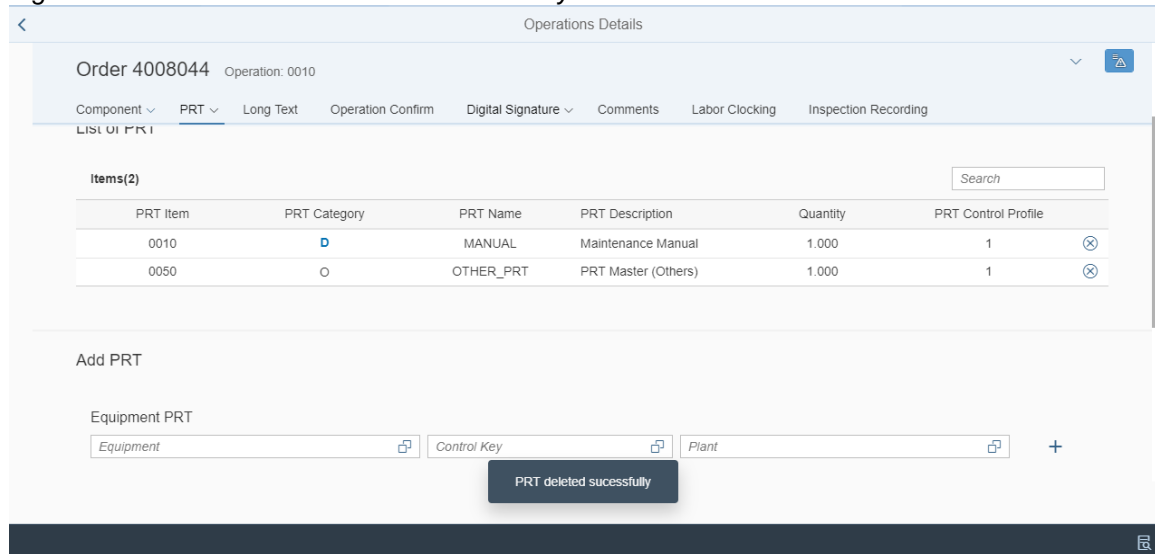 Operations Details
Order 4008044 Operation: 0010
Component PRT Long Text Operation Confirm Digital Signature Comments Labor Clocking Inspection Recording
List of PRT
Items(2) Search
PRT Item PRT Category PRT Name PRT Description Quantity PRT Control Profile
0010 D MANUAL Maintenance Manual 1.000 1
0050 O OTHER_PRT PRT Master (Others) 1.000 1
Add PRT
Equipment PRT
Equipment Control Key Plant
PRT deleted sucessfully